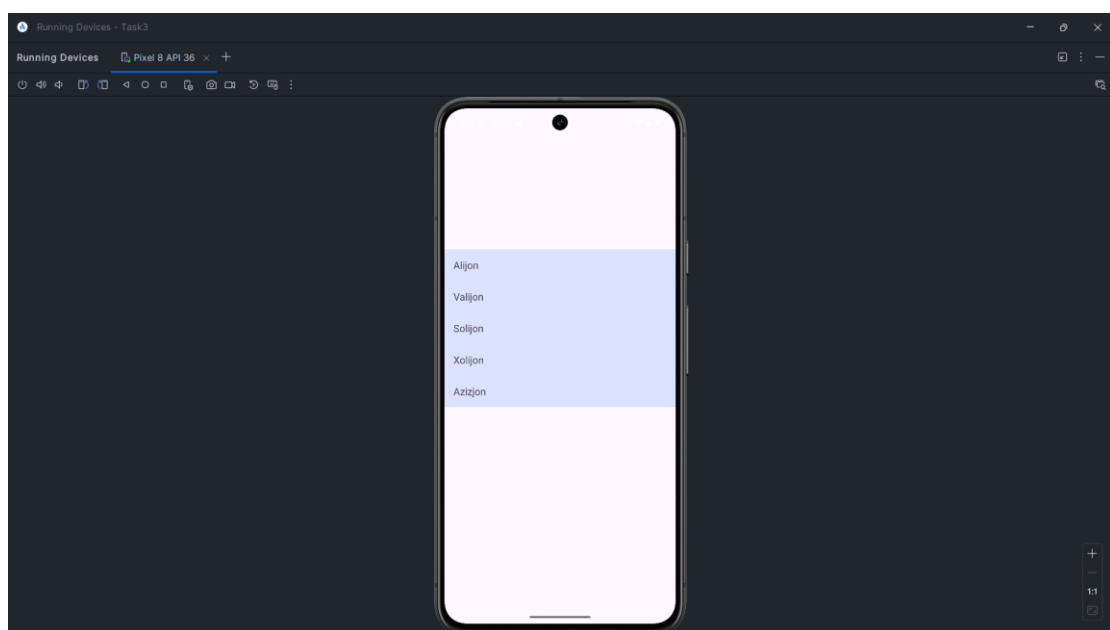 Running Devices - Task3
Running Devices
Pixel 8 API 36
Alijon
Valijon
Solijon
Xolijon
Azizjon
1:1